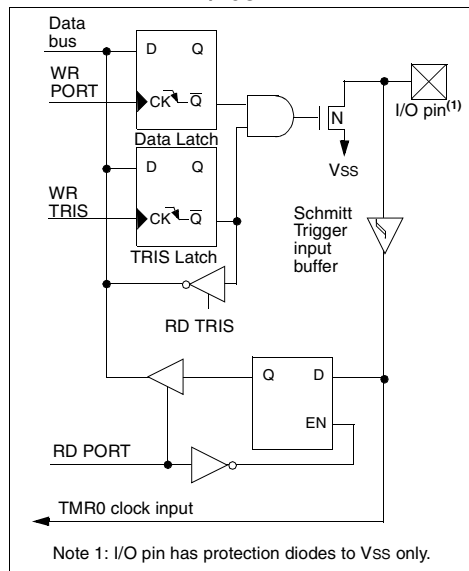 Data
bus
D Q
WR
PORT
CK Q
Data Latch
N
I/O pin(1)
VSS
D Q
WR
TRIS
CK Q
TRIS Latch
Schmitt
Trigger
input
buffer
RD TRIS
Q D
EN
RD PORT
TMR0 clock input
Note 1: I/O pin has protection diodes to VSS only.